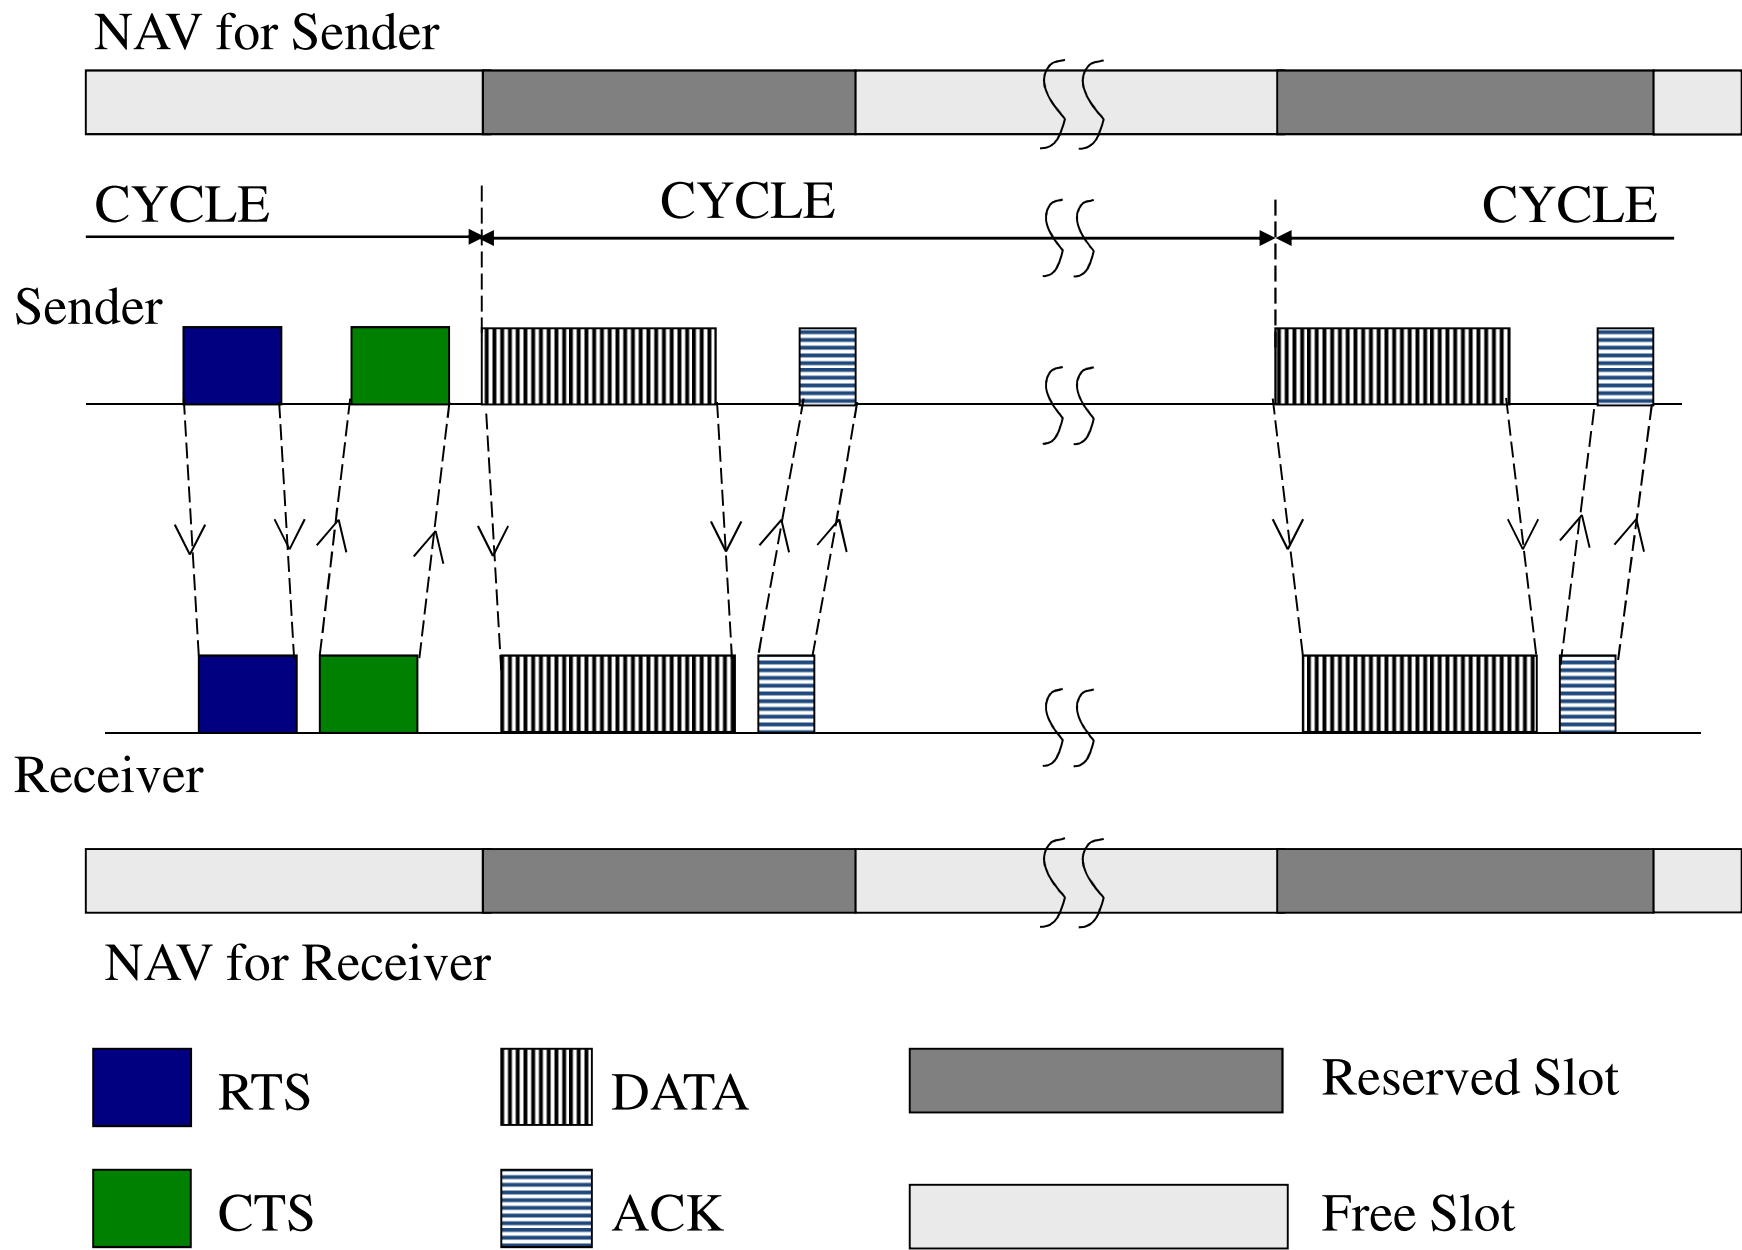 NAV for Sender
CYCLE CYCLE CYCLE
Sender
Receiver
NAV for Receiver
RTS DATA Reserved Slot
CTS ACK Free Slot